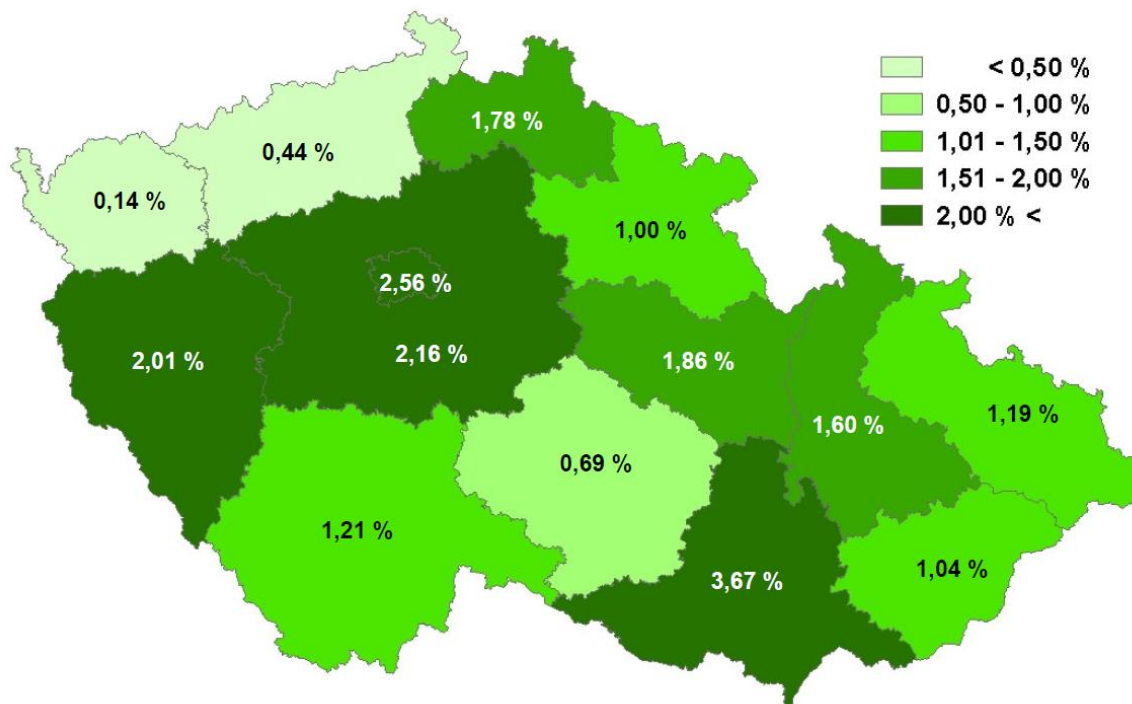 < 0,50 %
0,50 - 1,00 %
1,01 - 1,50 %
1,51 - 2,00 %
2,00 % <
1,78 %
0,44 %
0,14 %
1,00 %
2,56 %
2,01 %
2,16 %
1,86 %
1,60 %
1,19 %
0,69 %
1,21 %
3,67 %
1,04 %